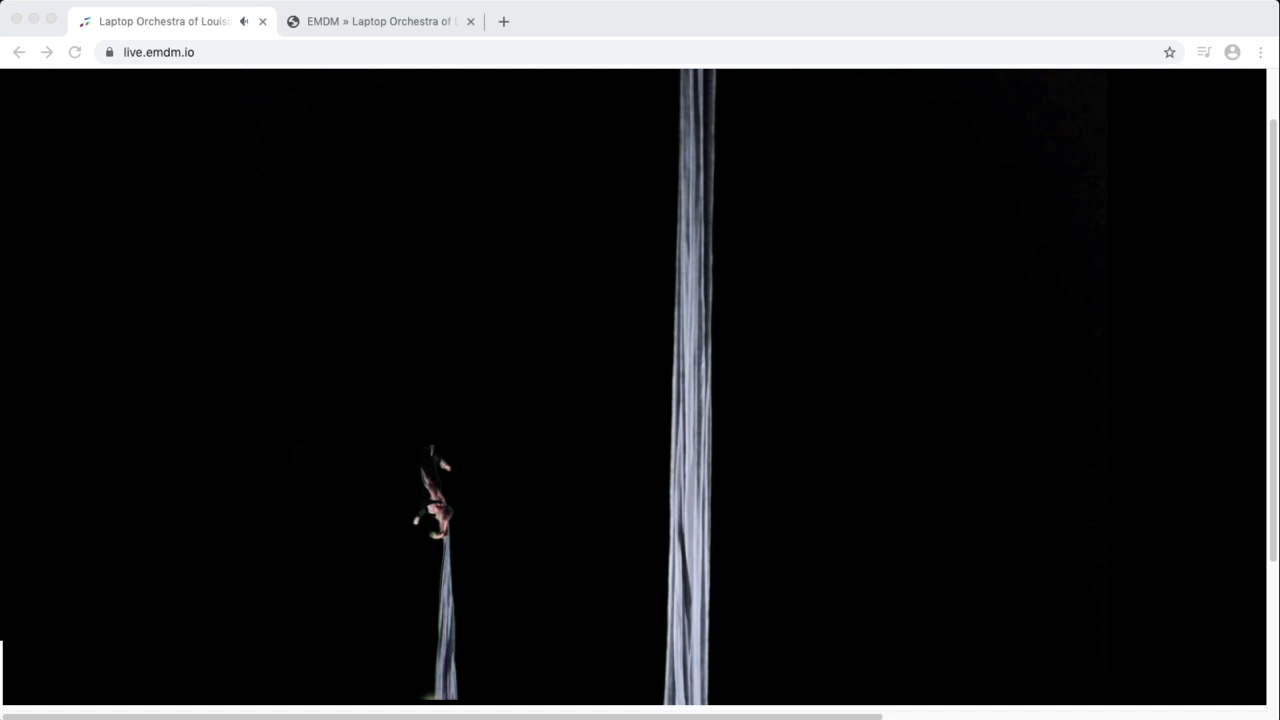 Laptop Orchestra of Louisi
EMDM » Laptop Orchestra of L
live.emdm.io